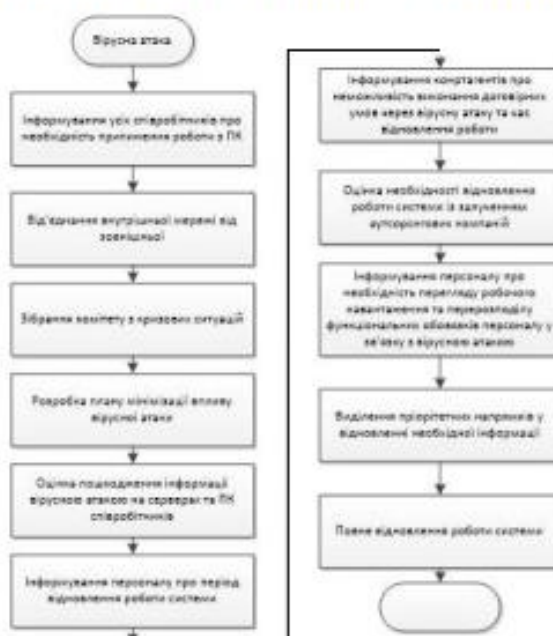 Вірусна атака
Інформування усіх співробітників про
необхідність припинення роботи з ПК
Від'єднання внутрішньої мережі від
зовнішньої
Зібрання комітету з кризових ситуацій
Розробка плану мінімізації впливу
вірусної атаки
Оцінка пошкодження інформації
вірусною атакою на серверах та ПК
співробітників
Інформування персоналу про період
відновлення роботи системи
Інформування контрагентів про
неможливість виконання договірних
умов через вірусну атаку та час
відновлення роботи
Оцінка необхідності відновлення
роботи системи із залученням
аутсорсингових компаній
Інформування персоналу про
необхідність перегляду робочого
навантаження та перерозподілу
функціональних обов'язків персоналу у
зв'язку з вірусною атакою
Виділення пріоритетних напрямків у
відновленні необхідної інформації
Повне відновлення роботи системи